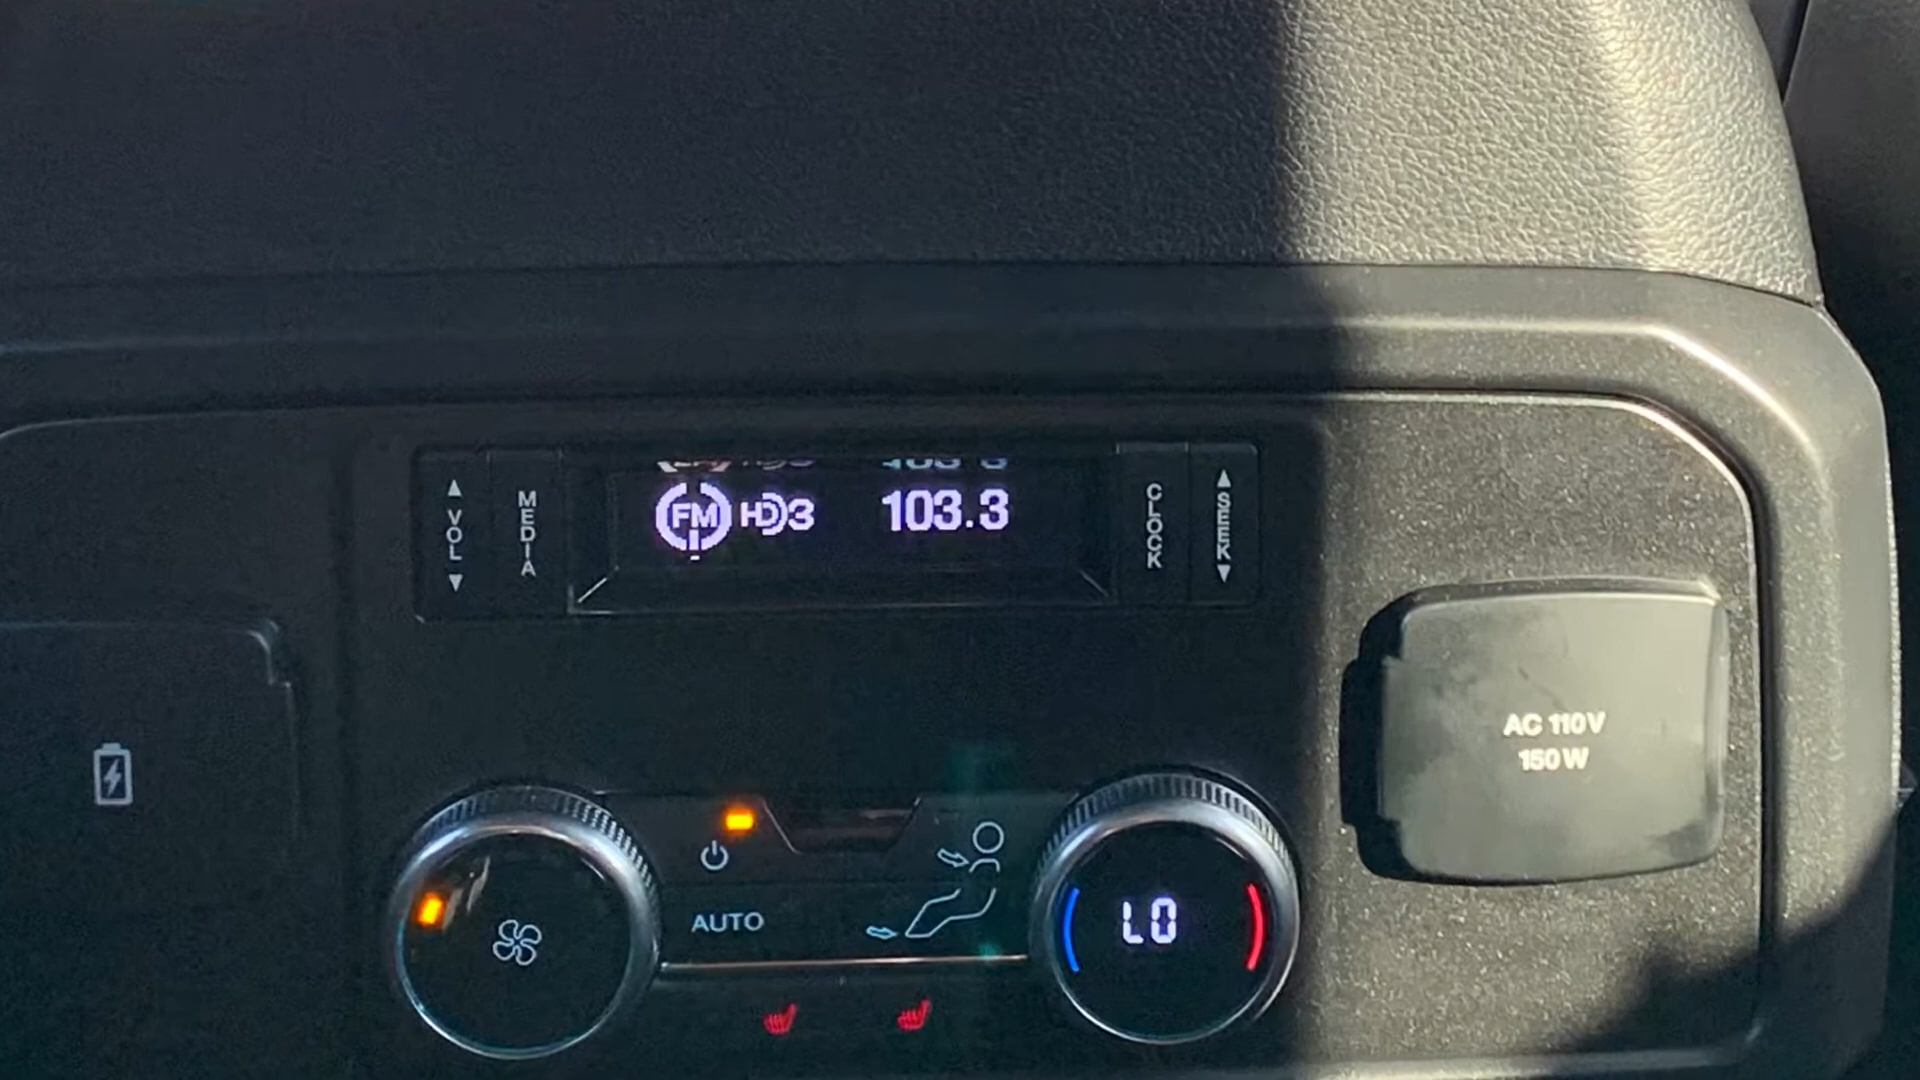 ▲ VOL ▼
MEDIA
FM HD3 103.3
CLOCK
▲ SEEK ▼
AC 110V
150W
AUTO
LO